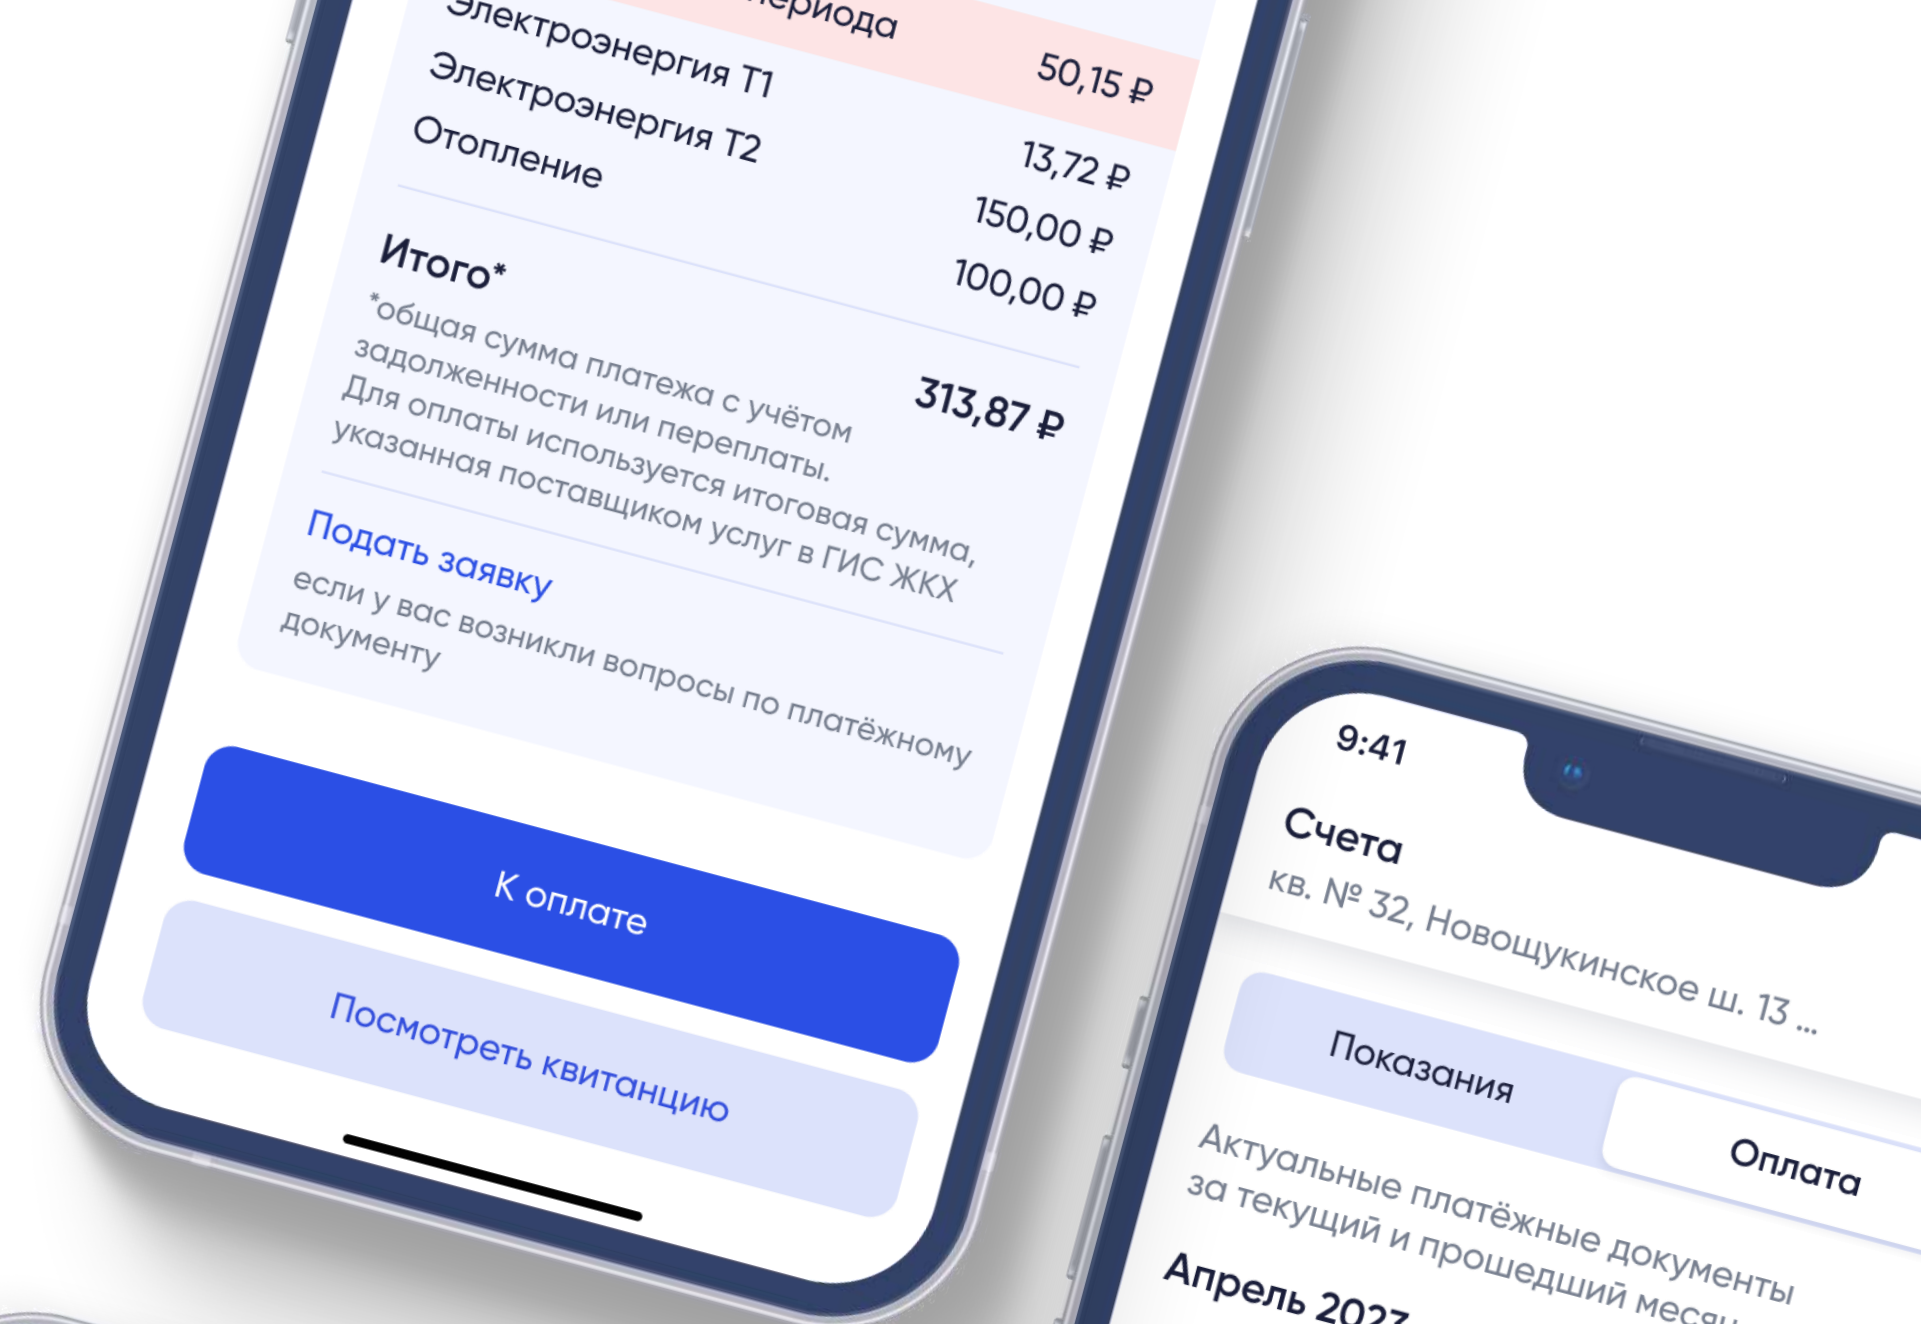 периода 50,15 ₽
Электроэнергия Т1 13,72 ₽
Электроэнергия Т2 150,00 ₽
Отопление 100,00 ₽
Итого* 313,87 ₽
*общая сумма платежа с учётом
задолженности или переплаты.
Для оплаты используется итоговая сумма,
указанная поставщиком услуг в ГИС ЖКХ
Подать заявку
если у вас возникли вопросы по платёжному
документу
К оплате
Посмотреть квитанцию
9:41
Счета
кв. № 32, Новощукинское ш. 13 ...
Показания
Оплата
Актуальные платёжные документы
за текущий и прошедший месяц
Апрель 2023